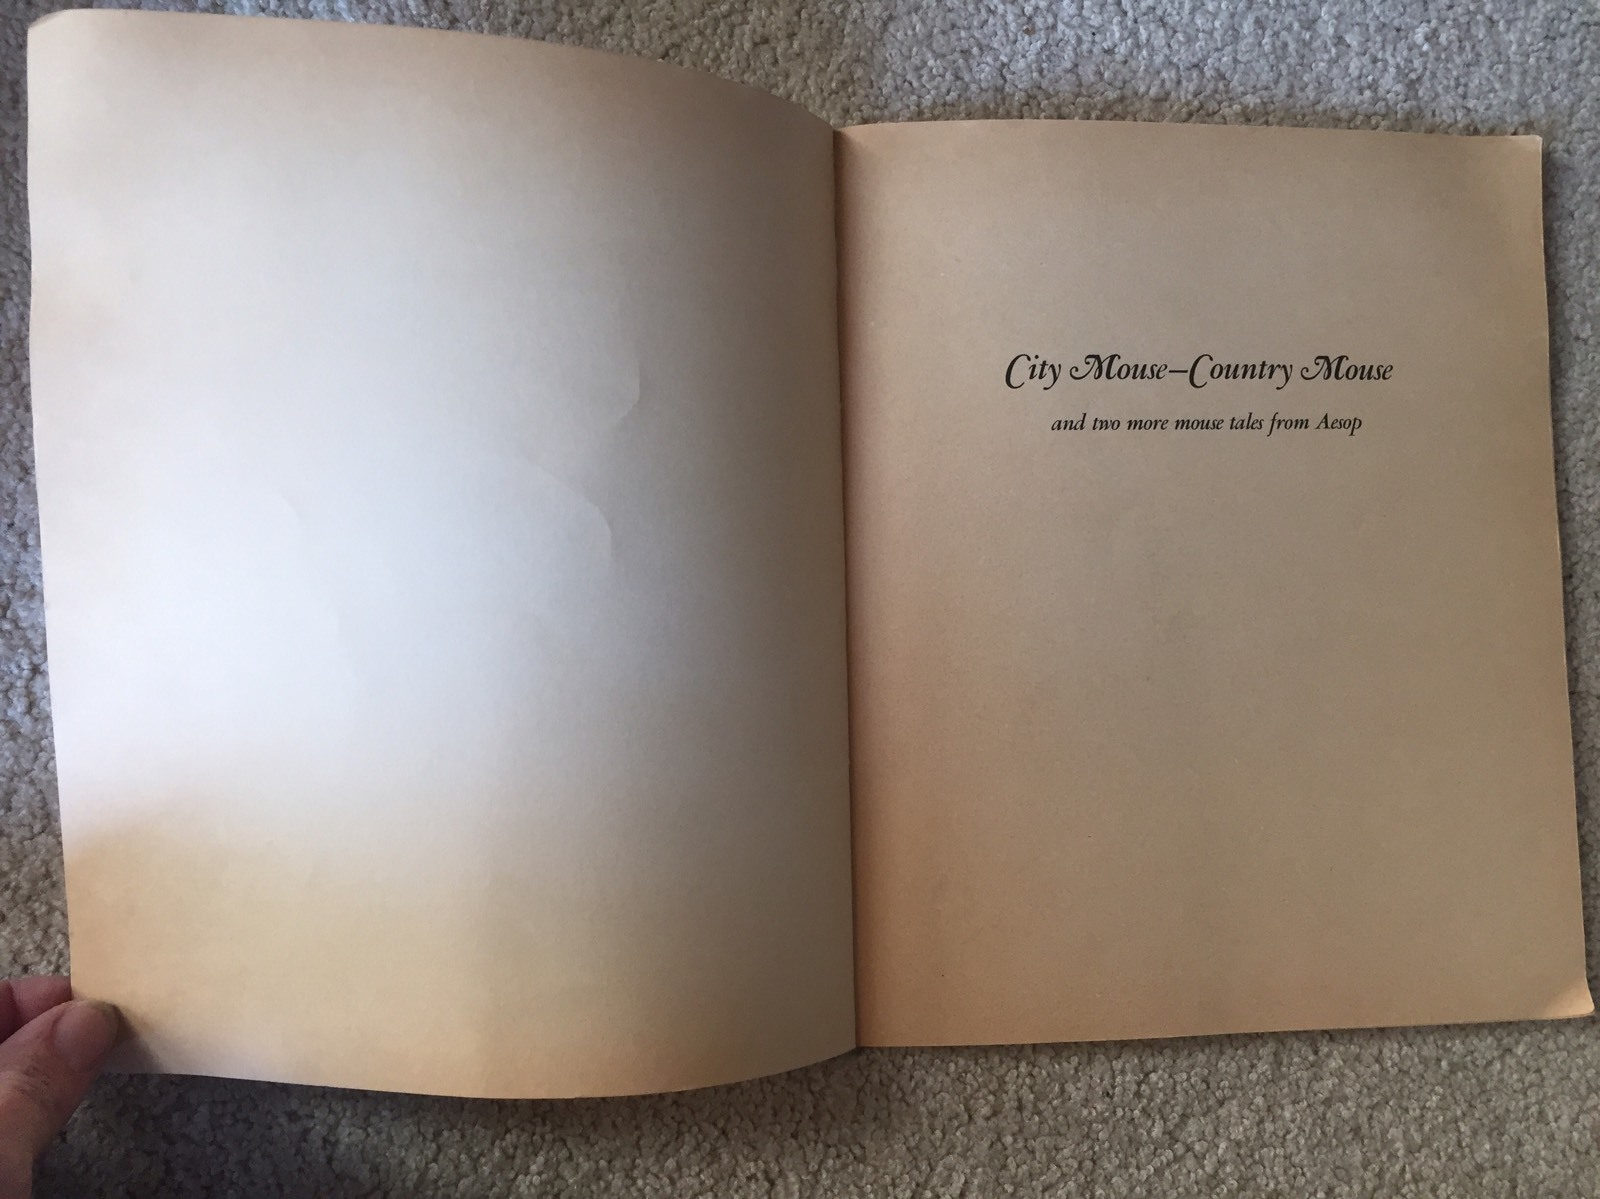 City Mouse–Country Mouse
and two more mouse tales from Aesop